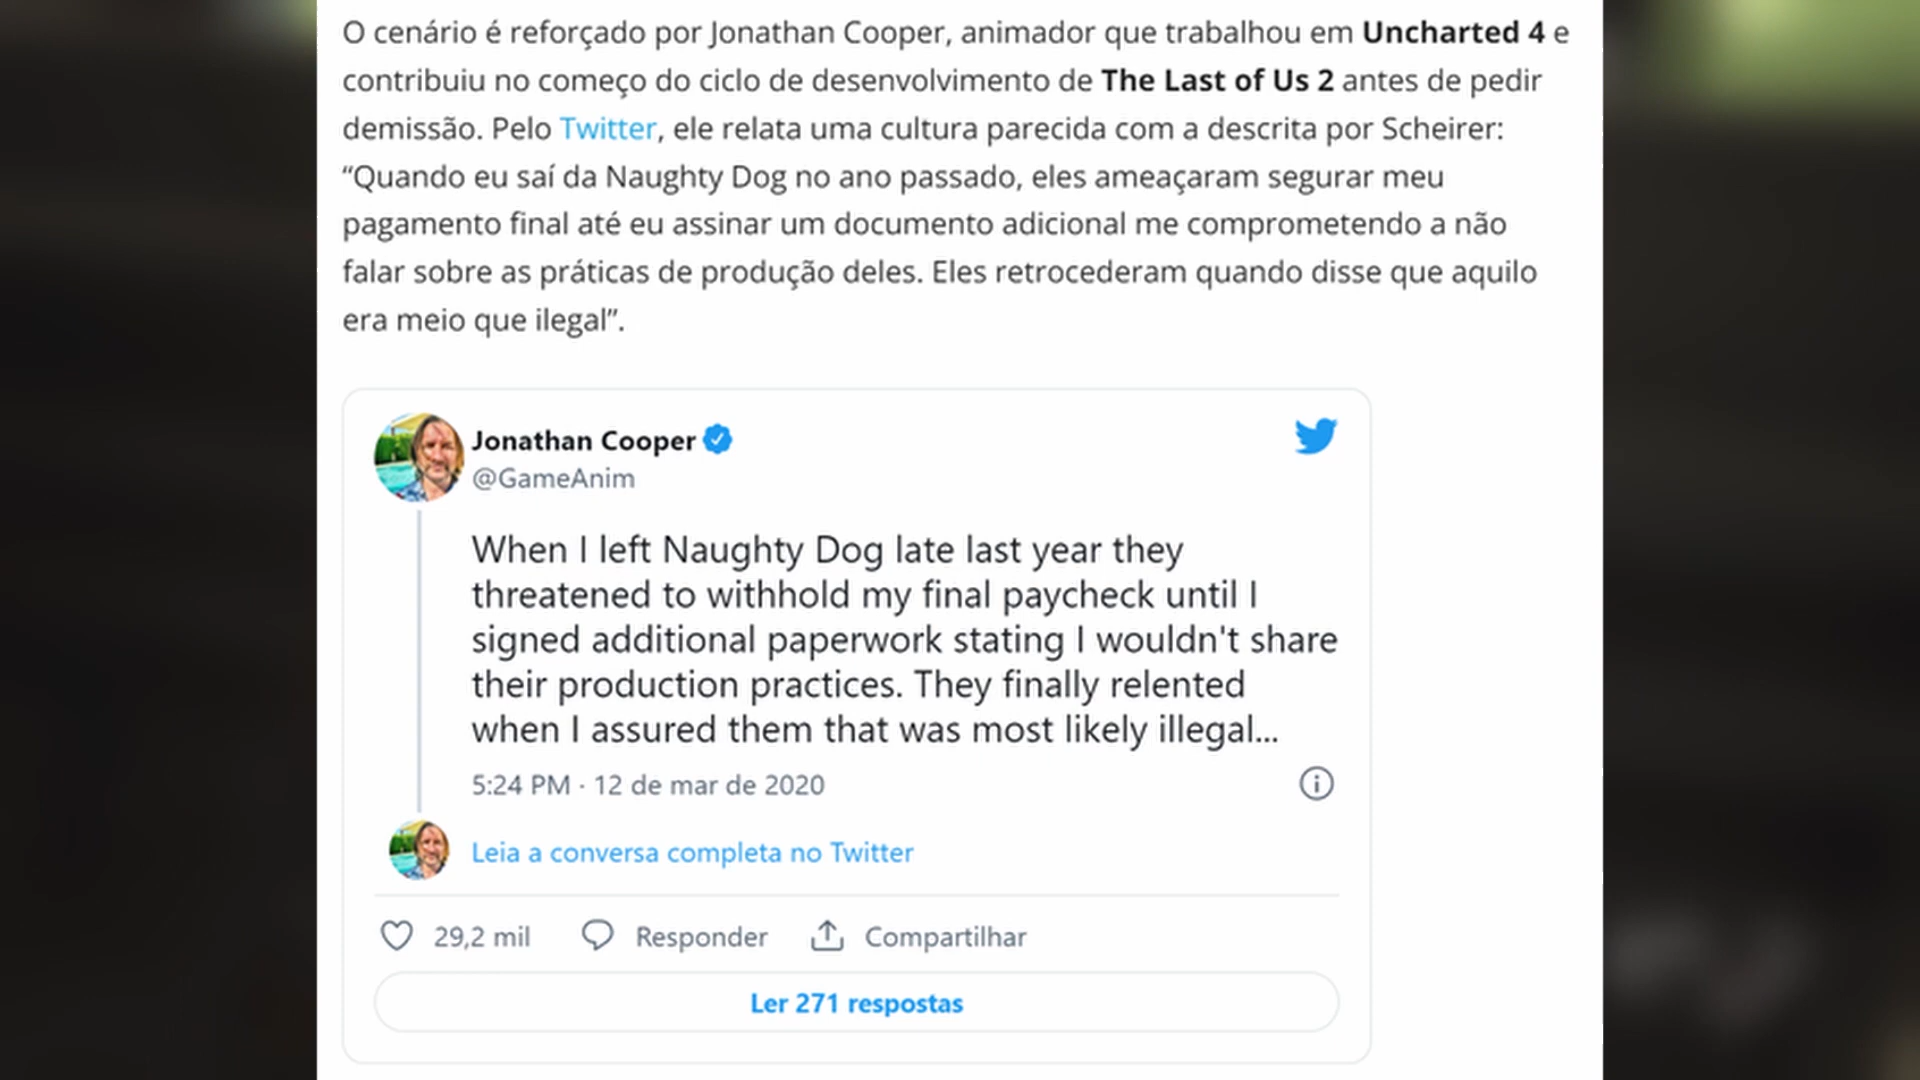 O cenário é reforçado por Jonathan Cooper, animador que trabalhou em Uncharted 4 e
contribuiu no começo do ciclo de desenvolvimento de The Last of Us 2 antes de pedir
demissão. Pelo Twitter, ele relata uma cultura parecida com a descrita por Scheirer:
“Quando eu saí da Naughty Dog no ano passado, eles ameaçaram segurar meu
pagamento final até eu assinar um documento adicional me comprometendo a não
falar sobre as práticas de produção deles. Eles retrocederam quando disse que aquilo
era meio que ilegal”.
Jonathan Cooper
@GameAnim
When I left Naughty Dog late last year they
threatened to withhold my final paycheck until I
signed additional paperwork stating I wouldn't share
their production practices. They finally relented
when I assured them that was most likely illegal...
5:24 PM · 12 de mar de 2020
Leia a conversa completa no Twitter
29,2 mil Responder Compartilhar
Ler 271 respostas